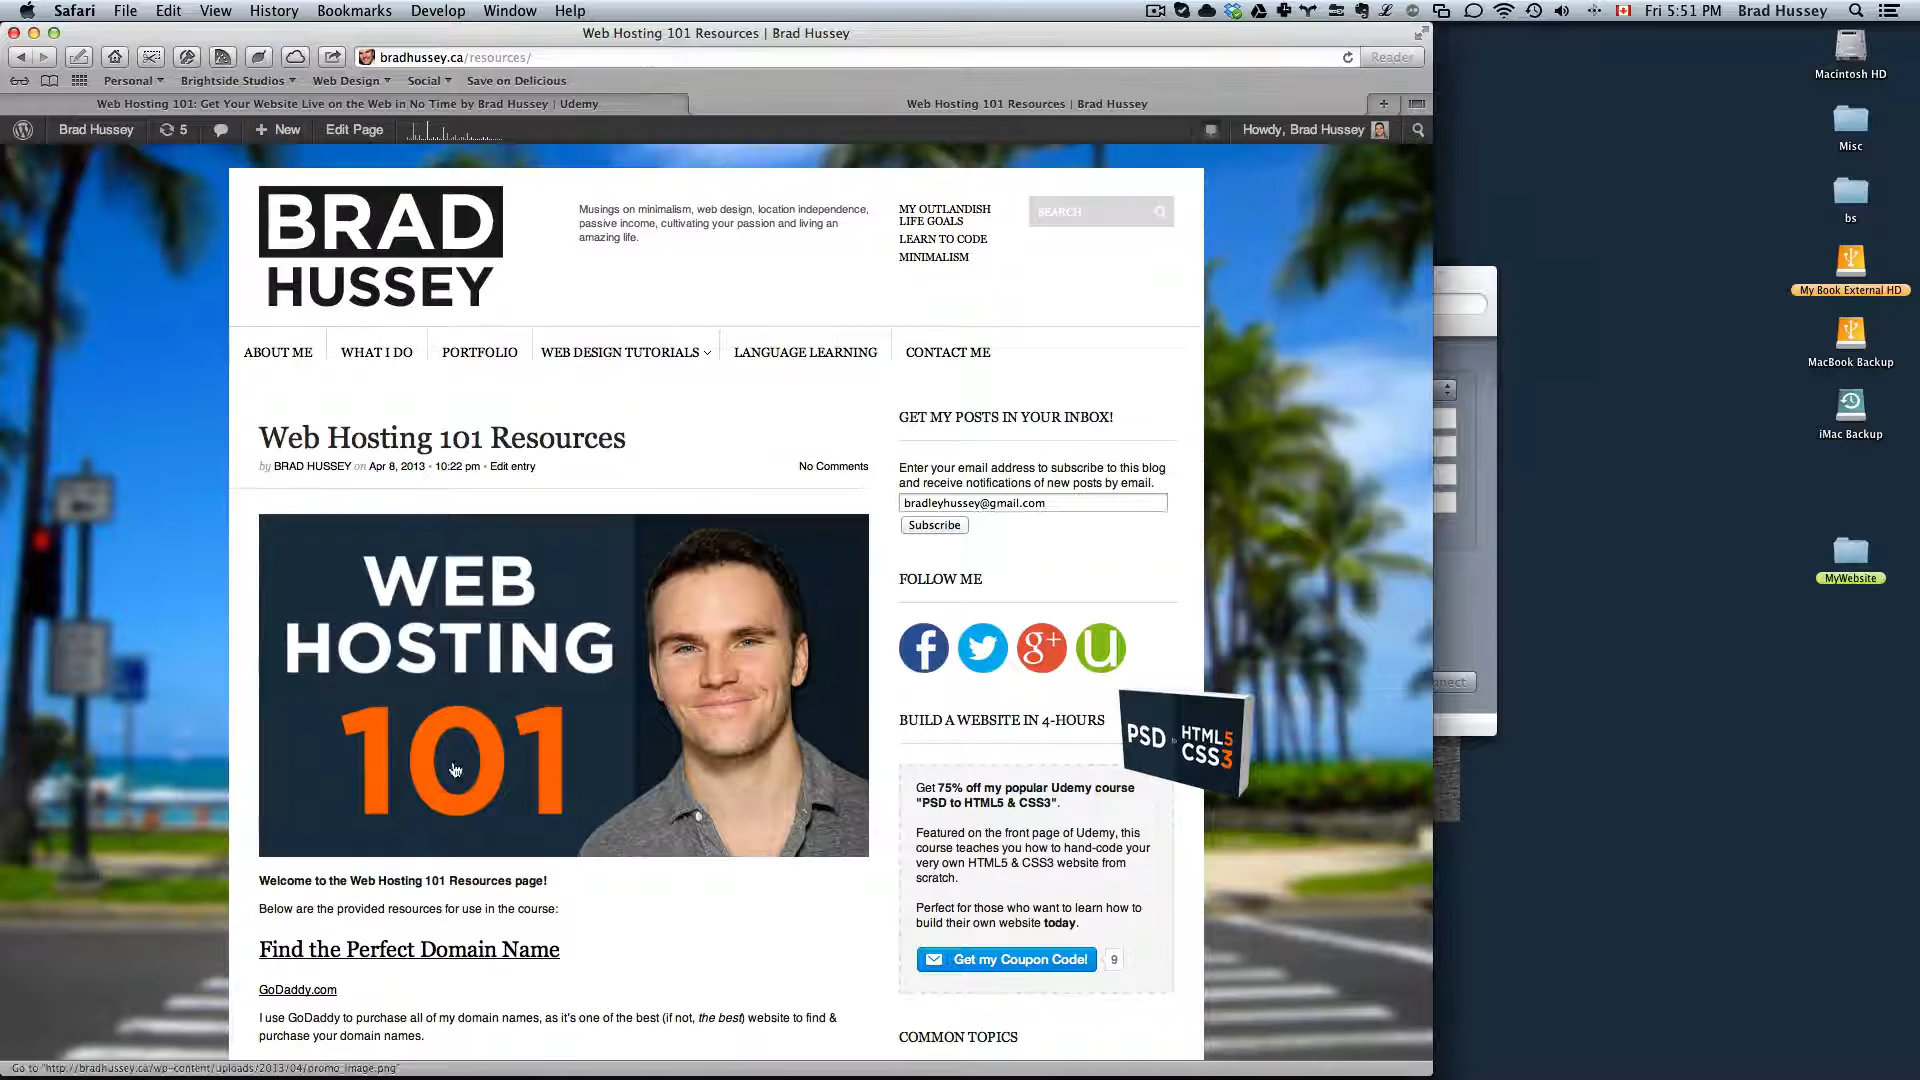 Safari File Edit View History Bookmarks Develop Window Help
Fri 5:51 PM Brad Hussey
Web Hosting 101 Resources | Brad Hussey
bradhussey.ca/resources/
Reader
Personal Brightside Studios Web Design Social Save on Delicious
Web Hosting 101: Get Your Website Live on the Web in No Time by Brad Hussey | Udemy
Web Hosting 101 Resources | Brad Hussey
Brad Hussey 5 + New Edit Page
Howdy, Brad Hussey
BRAD
HUSSEY
Musings on minimalism, web design, location independence,
passive income, cultivating your passion and living an
amazing life.
MY OUTLANDISH
LIFE GOALS
LEARN TO CODE
MINIMALISM
SEARCH
ABOUT ME WHAT I DO PORTFOLIO WEB DESIGN TUTORIALS LANGUAGE LEARNING CONTACT ME
Web Hosting 101 Resources
by BRAD HUSSEY on Apr 8, 2013 • 10:22 pm • Edit entry
No Comments
WEB
HOSTING
101
Welcome to the Web Hosting 101 Resources page!
Below are the provided resources for use in the course:
Find the Perfect Domain Name
GoDaddy.com
I use GoDaddy to purchase all of my domain names, as it's one of the best (if not, the best) website to find &
purchase your domain names.
GET MY POSTS IN YOUR INBOX!
Enter your email address to subscribe to this blog
and receive notifications of new posts by email.
bradleyhussey@gmail.com
Subscribe
FOLLOW ME
f
g+
u
BUILD A WEBSITE IN 4-HOURS
PSD to HTML5
CSS3
Get 75% off my popular Udemy course
"PSD to HTML5 & CSS3".
Featured on the front page of Udemy, this
course teaches you how to hand-code your
very own HTML5 & CSS3 website from
scratch.
Perfect for those who want to learn how to
build their own website today.
Get my Coupon Code! 9
COMMON TOPICS
Go to "http://bradhussey.ca/wp-content/uploads/2013/04/promo_image.png"
Macintosh HD
Misc
bs
My Book External HD
MacBook Backup
iMac Backup
MyWebsite